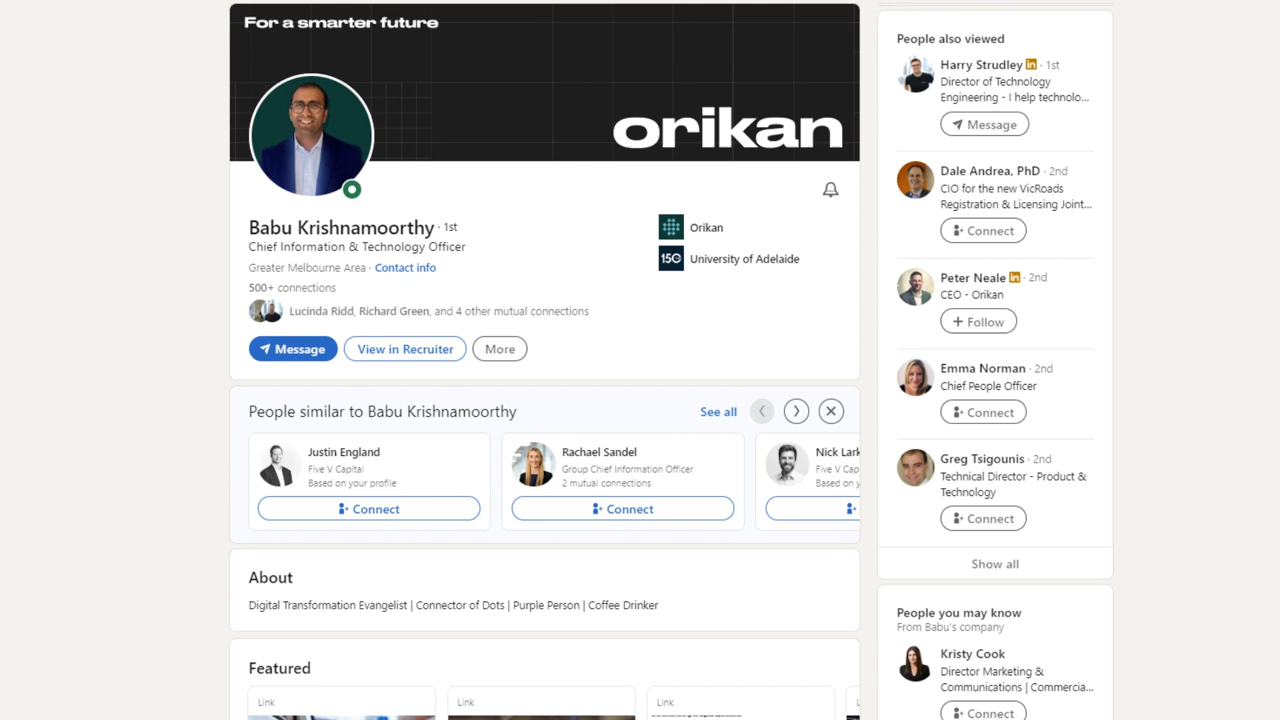 For a smarter future
orikan
Babu Krishnamoorthy · 1st
Chief Information & Technology Officer
Greater Melbourne Area · Contact info
500+ connections
Lucinda Ridd, Richard Green, and 4 other mutual connections
Message
View in Recruiter
More
Orikan
150
University of Adelaide
People similar to Babu Krishnamoorthy
See all
Justin England
Five V Capital
Based on your profile
Connect
Rachael Sandel
Group Chief Information Officer
2 mutual connections
Connect
Nick
Five V
Based on
About
Digital Transformation Evangelist | Connector of Dots | Purple Person | Coffee Drinker
Featured
Link
Link
Link
People also viewed
Harry Strudley in · 1st
Director of Technology
Engineering - I help technolo...
Message
Dale Andrea, PhD · 2nd
CIO for the new VicRoads
Registration & Licensing Joint...
Connect
Peter Neale in · 2nd
CEO - Orikan
Follow
Emma Norman · 2nd
Chief People Officer
Connect
Greg Tsigounis · 2nd
Technical Director - Product &
Technology
Connect
Show all
People you may know
From Babu's company
Kristy Cook
Director Marketing &
Communications | Commercia...
Connect